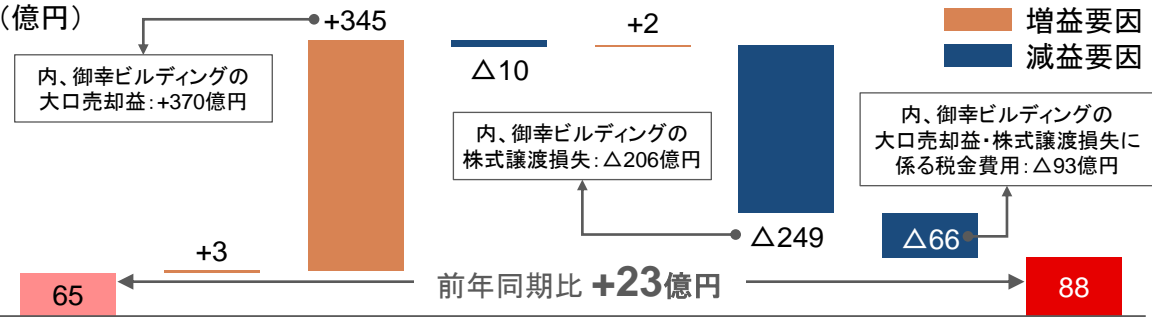 (億円)
+345
+2
増益要因
減益要因
内、御幸ビルディングの
大口売却益：+370億円
△10
内、御幸ビルディングの
株式譲渡損失：△206億円
内、御幸ビルディングの
大口売却益・株式譲渡損失に
係る税金費用：△93億円
+3
△249
△66
65
前年同期比 +23億円
88